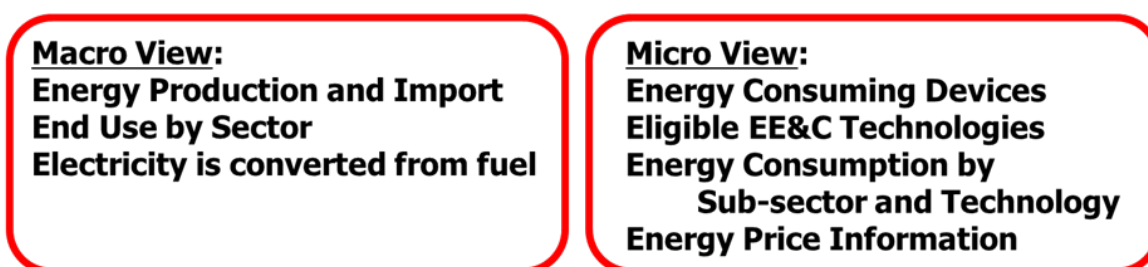 Macro View:
Energy Production and Import
End Use by Sector
Electricity is converted from fuel
Micro View:
Energy Consuming Devices
Eligible EE&C Technologies
Energy Consumption by
Sub-sector and Technology
Energy Price Information